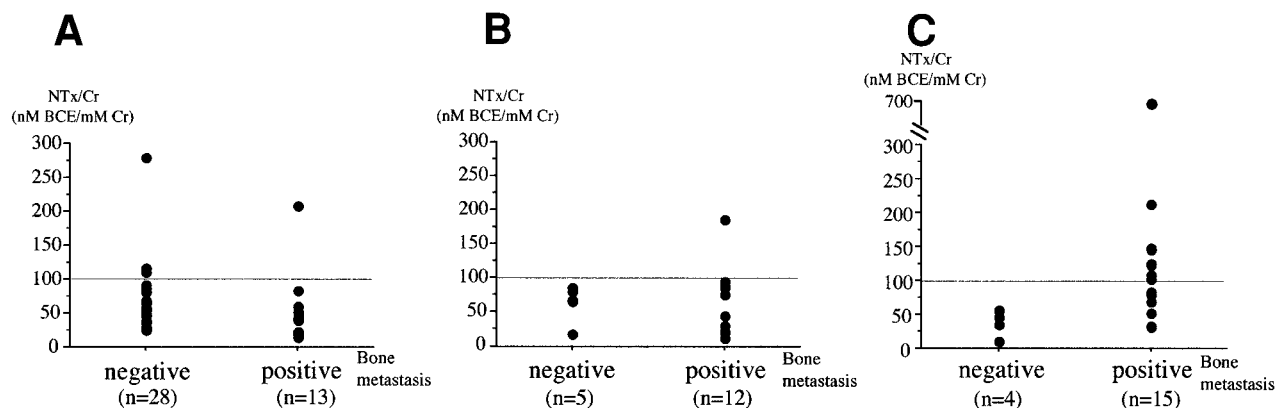 A
NTx/Cr
(nM BCE/mM Cr)
300
250
200
150
100
50
0
negative
(n=28)
positive
(n=13)
Bone
metastasis
B
NTx/Cr
(nM BCE/mM Cr)
300
250
200
150
100
50
0
negative
(n=5)
positive
(n=12)
Bone
metastasis
C
NTx/Cr
(nM BCE/mM Cr)
700
300
200
150
100
50
0
negative
(n=4)
positive
(n=15)
Bone
metastasis